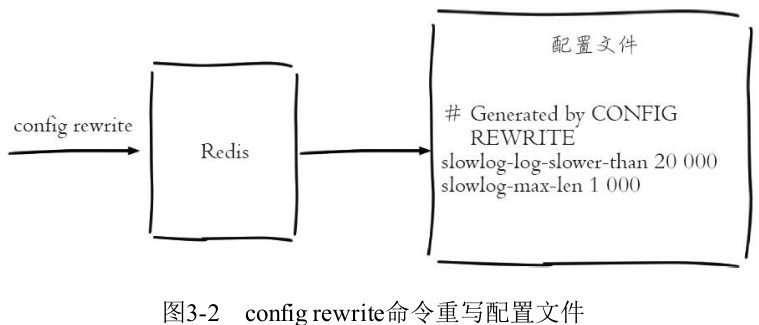 config rewrite
Redis
配置文件
# Generated by CONFIG
REWRITE
slowlog-log-slower-than 20 000
slowlog-max-len 1 000
图3-2 config rewrite命令重写配置文件